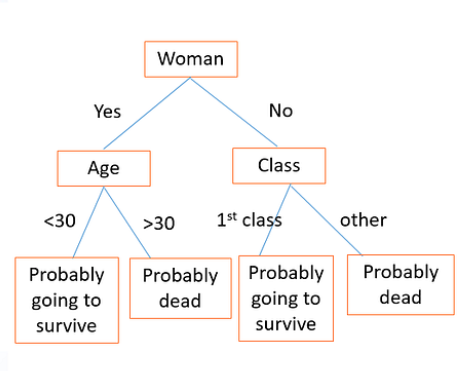 Woman
Yes
No
Age
Class
<30
>30
1st class
other
Probably
going to
survive
Probably
dead
Probably
going to
survive
Probably
dead